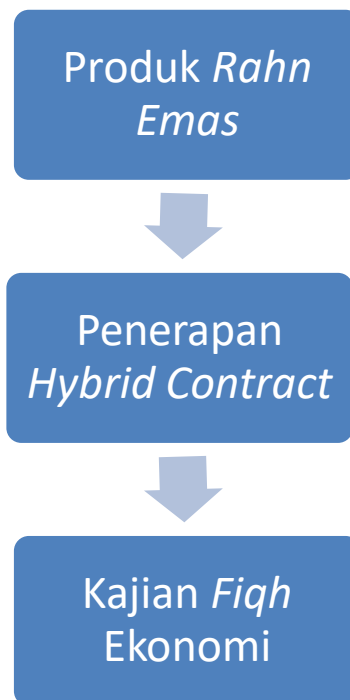 Produk Rahn
Emas
Penerapan
Hybrid Contract
Kajian Fiqh
Ekonomi